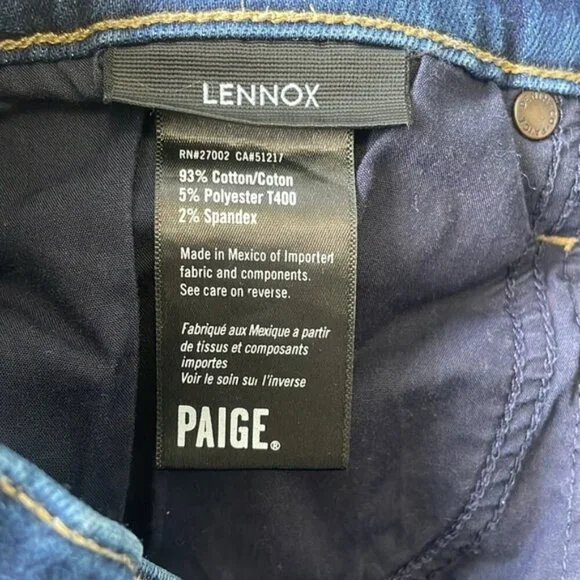 LENNOX
RN#27002 CA#51217
93% Cotton/Coton
5% Polyester T400
2% Spandex
Made in Mexico of Imported
fabric and components.
See care on reverse.
Fabriqué aux Mexique a partir
de tissus et composants
importes
Voir le soin sur l'inverse
PAIGE®